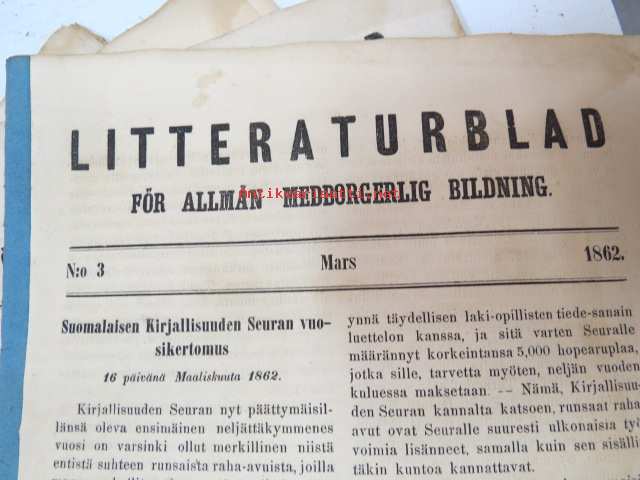 LITTERATURBLAD
FÖR ALLMÄN MEDBORGERLIG BILDNING.
Antikvariaatti.net
N:o 3 Mars 1862.
Suomalaisen Kirjallisuuden Seuran vuo-
sikertomus
16 päivänä Maaliskuuta 1862.
Kirjallisuuden Seuran nyt päättymäisil-
länsä oleva ensimäinen neljättäkymmenes
vuosi on varsinki ollut merkillinen niistä
entistä suhteen runsaista raha-avuista, joilla
ynnä täydellisen laki-opillisten tiede-sanain
luettelon kanssa, ja sitä varten Seuralle
määrännyt korkeintansa 5,000 hopearuplaa,
jotka sille, tarvetta myöten, neljän vuoden
kuluessa maksetaan. — Nämä, Kirjallisuu-
den Seuran kannalta katsoen, runsaat raha-
avut ovat Seuralle suuresti ulkonaisia työ
voimia lisänneet, samalla kuin sen sisälli
täkin kuntoa kannattavat.